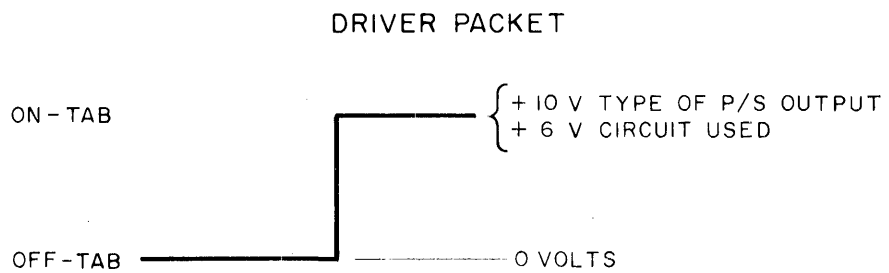 DRIVER PACKET
ON-TAB
+ 10 V TYPE OF P/S OUTPUT
+ 6 V CIRCUIT USED
OFF-TAB
0 VOLTS